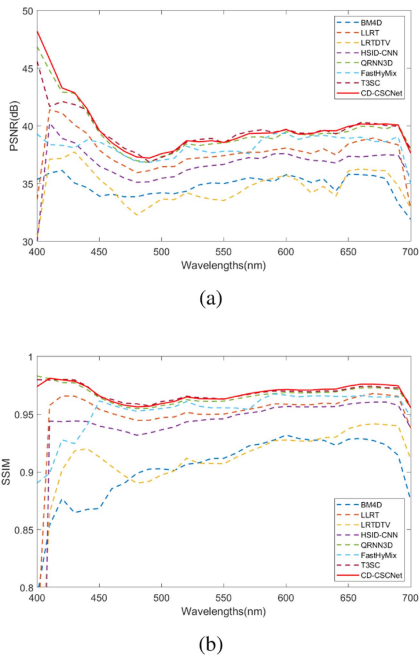 50
45
40
35
30
PSNR(dB)
400 450 500 550 600 650 700
Wavelengths(nm)
BM4D
LLRT
LRTDTV
HSID-CNN
QRNN3D
FastHyMix
T3SC
CD-CSCNet
(a)
1
0.95
0.9
0.85
0.8
SSIM
400 450 500 550 600 650 700
Wavelengths(nm)
BM4D
LLRT
LRTDTV
HSID-CNN
QRNN3D
FastHyMix
T3SC
CD-CSCNet
(b)